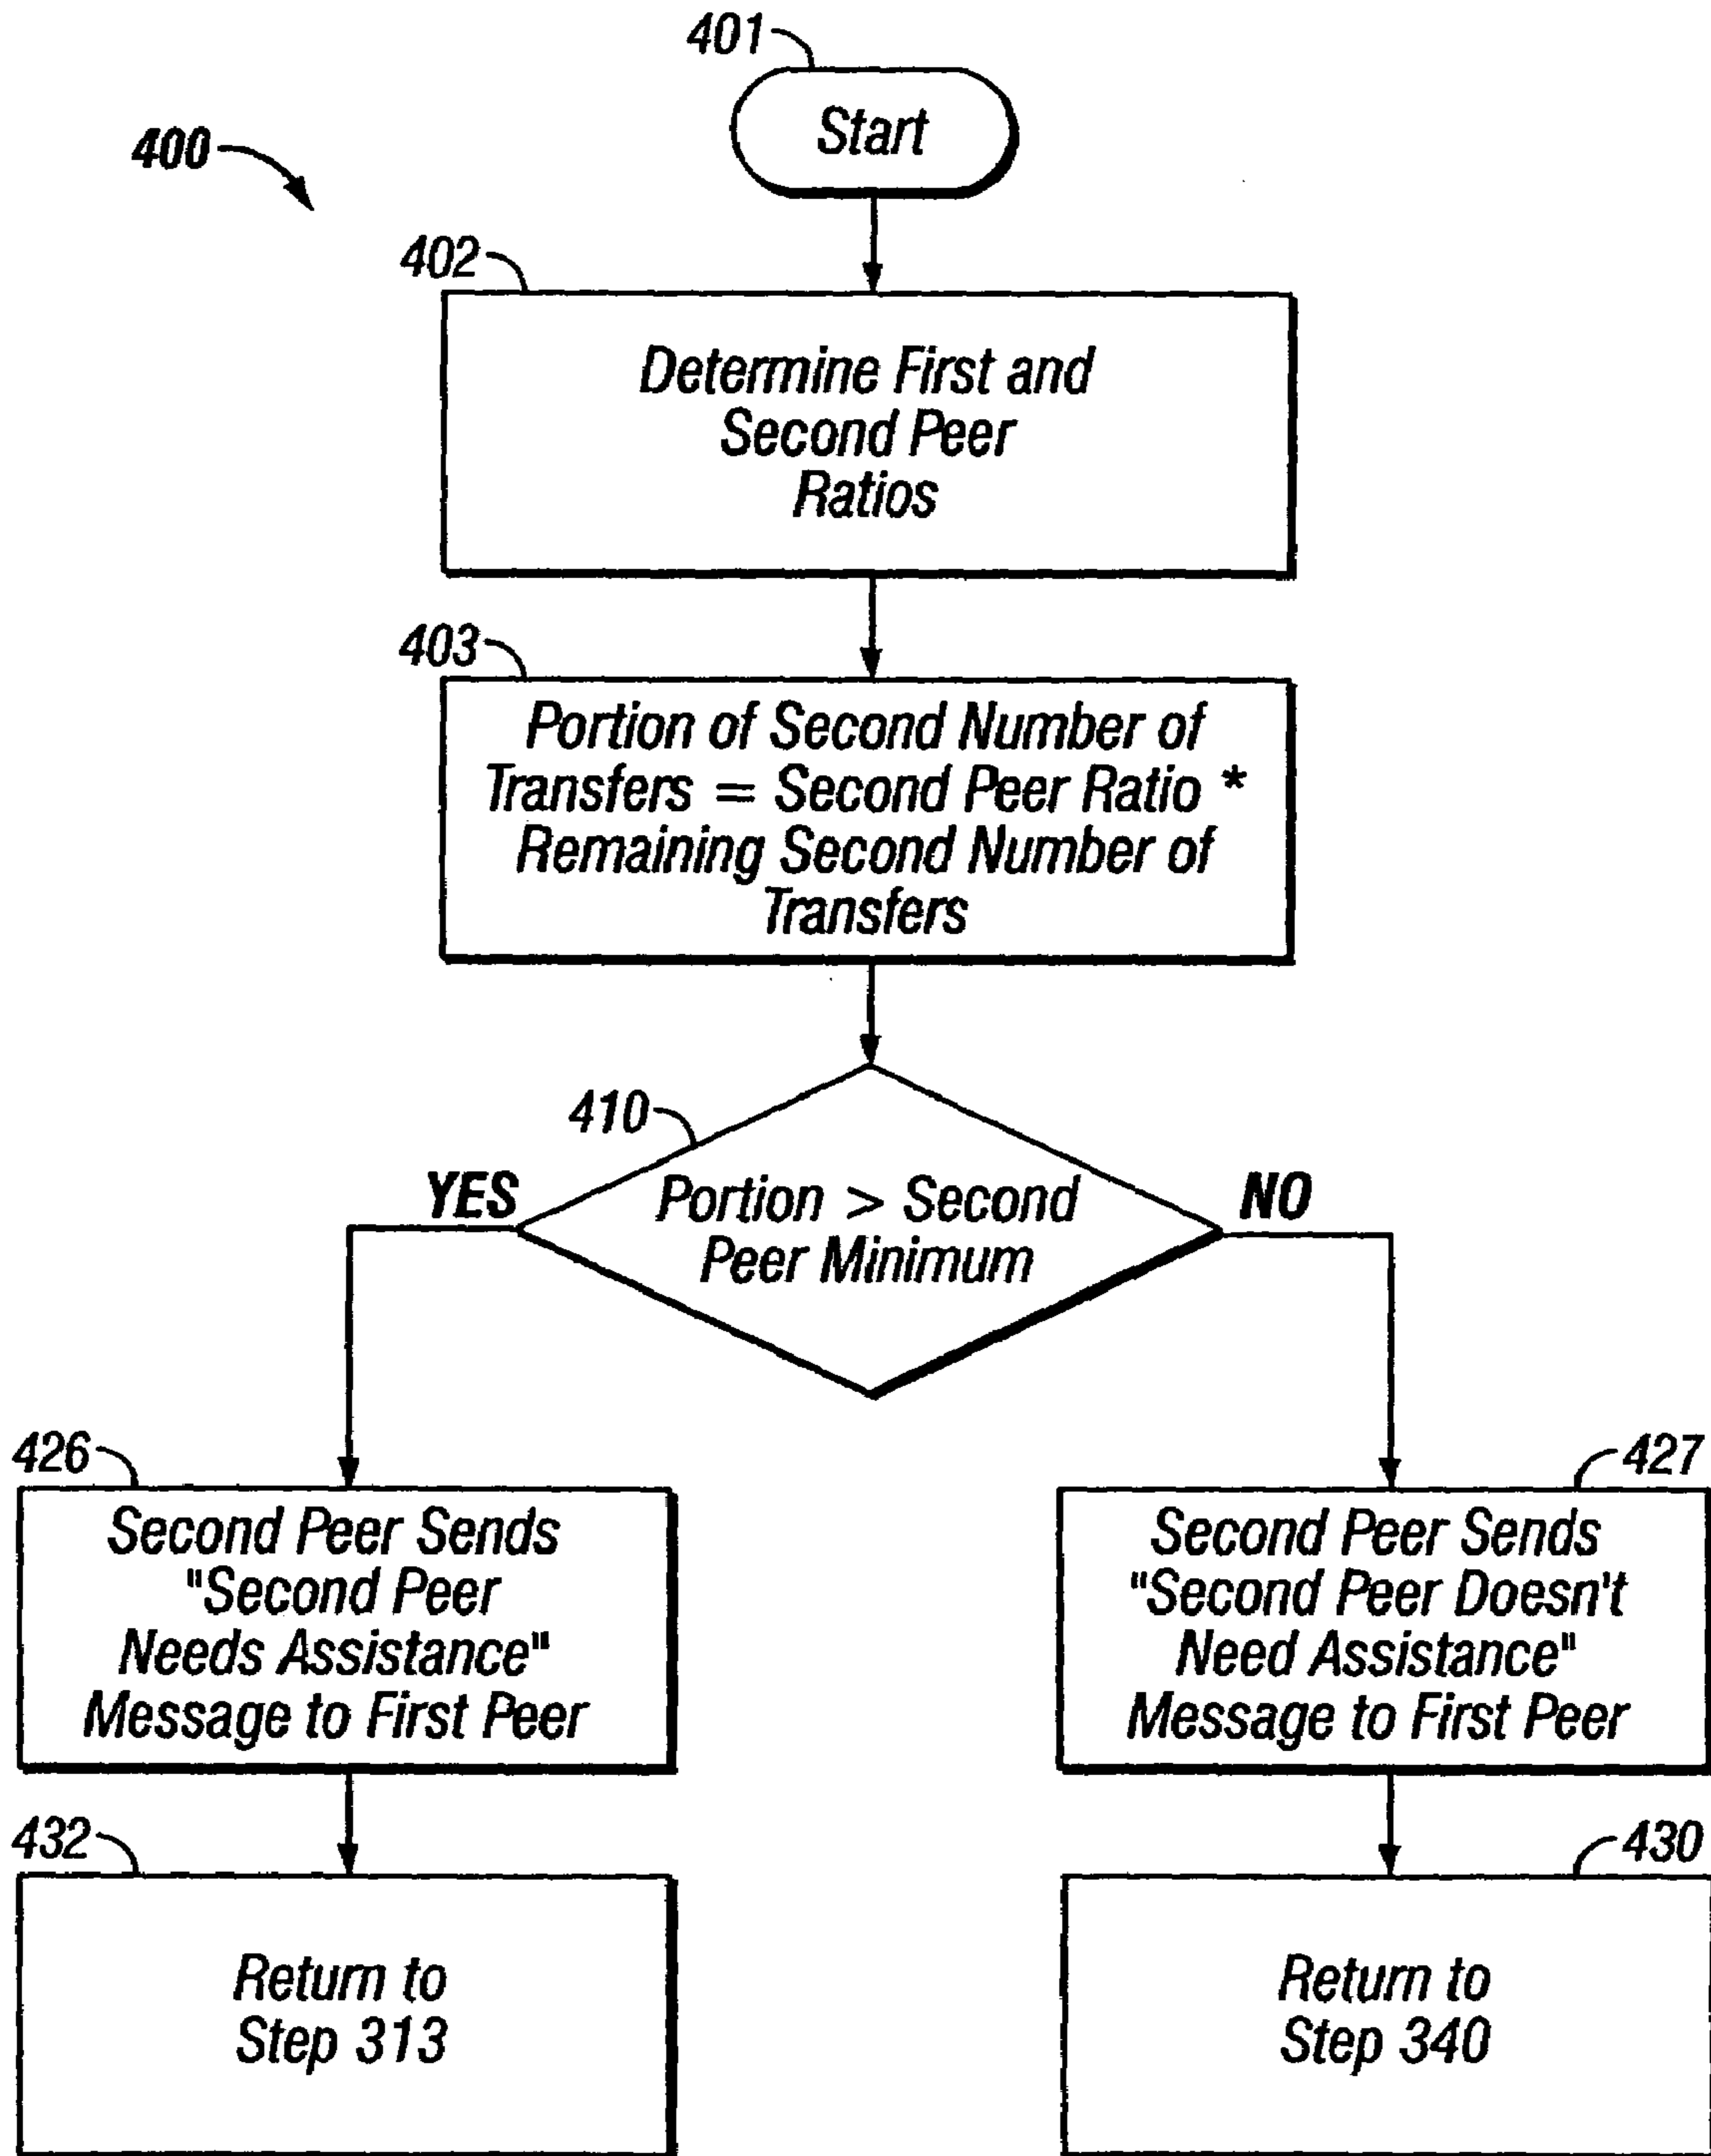 401
Start
400
402
Determine First and
Second Peer
Ratios
403
Portion of Second Number of
Transfers = Second Peer Ratio *
Remaining Second Number of
Transfers
410
YES
Portion > Second
Peer Minimum
NO
426
Second Peer Sends
"Second Peer
Needs Assistance"
Message to First Peer
427
Second Peer Sends
"Second Peer Doesn't
Need Assistance"
Message to First Peer
432
Return to
Step 313
430
Return to
Step 340